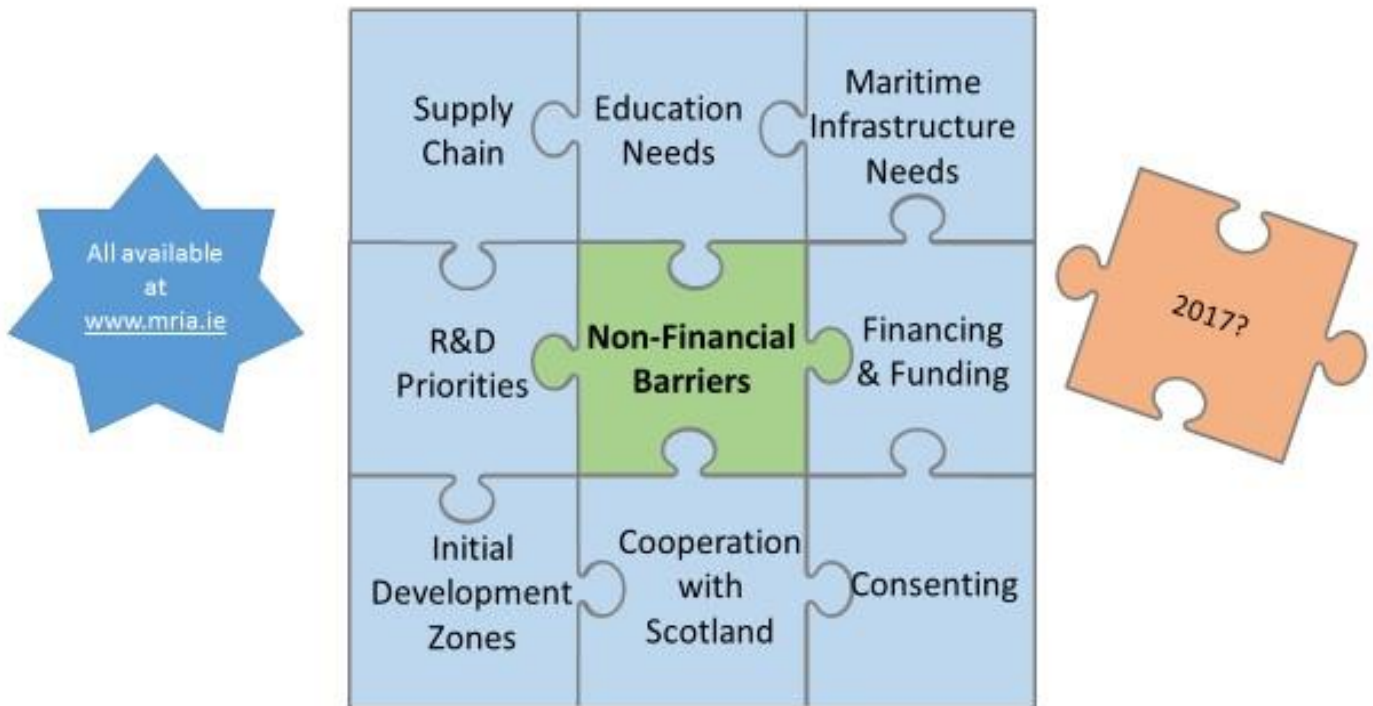 Supply
Chain
Education
Needs
Maritime
Infrastructure
Needs
All available
at
www.mria.ie
R&D
Priorities
Non-Financial
Barriers
Financing
& Funding
2017?
Initial
Development
Zones
Cooperation
with
Scotland
Consenting